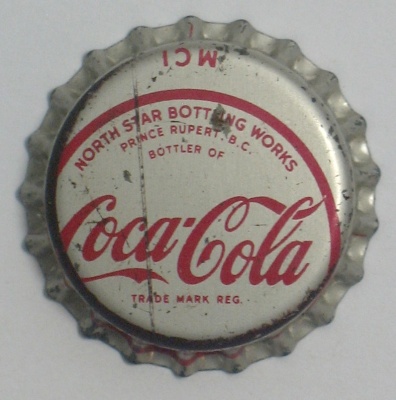 MCI
NORTH STAR BOTTLING WORKS
PRINCE RUPERT. B.C.
BOTTLER OF
Coca-Cola
TRADE MARK REG.